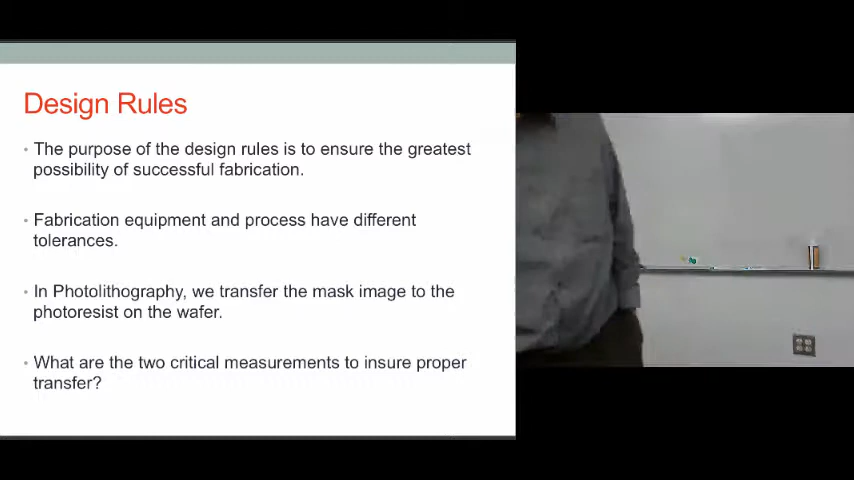 Design Rules
The purpose of the design rules is to ensure the greatest
possibility of successful fabrication.
Fabrication equipment and process have different
tolerances.
In Photolithography, we transfer the mask image to the
photoresist on the wafer.
What are the two critical measurements to insure proper
transfer?